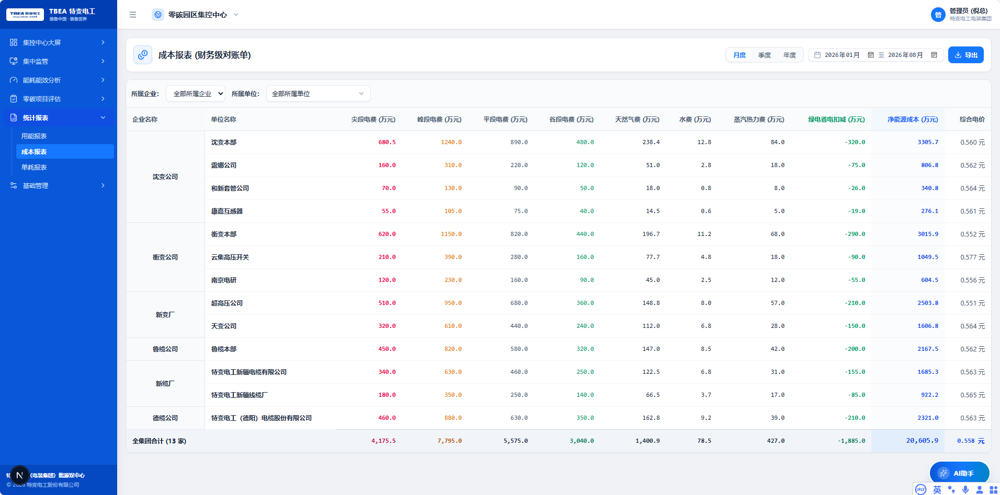 TBEA 特变电工
Always Reliable 永远可靠
TBEA 特变电工
装备中国 · 装备世界
零碳园区集控中心
管
管理员 (倪总)
特变电工电装集团
集控中心大屏
集中监管
能耗能效分析
零碳项目评估
统计报表
用能报表
成本报表
单耗报表
基础管理
成本报表 (财务级对账单)
月度 季度 年度
2026年01月 至 2026年08月
导出
所属企业： 全部所属企业 所属单位： 全部所属单位
企业名称 单位名称 尖段电费 (万元) 峰段电费 (万元) 平段电费 (万元) 谷段电费 (万元) 天然气费 (万元) 水费 (万元) 蒸汽热力费 (万元) 绿电省电扣减 (万元) 净能源成本 (万元) 综合电价
沈变公司
沈变本部 680.5 1240.0 890.0 480.0 238.4 12.8 84.0 -320.0 3305.7 0.560 元
露娜公司 160.0 310.0 220.0 120.0 51.0 2.8 18.0 -75.0 806.8 0.562 元
和新套管公司 70.0 130.0 90.0 50.0 18.0 0.8 8.0 -26.0 340.8 0.564 元
康嘉互感器 55.0 105.0 75.0 40.0 14.5 0.6 5.0 -19.0 276.1 0.561 元
衡变公司
衡变本部 620.0 1150.0 820.0 440.0 196.7 11.2 68.0 -290.0 3015.9 0.552 元
云集高压开关 210.0 390.0 280.0 160.0 77.7 4.8 18.0 -90.0 1049.5 0.577 元
南京电研 120.0 230.0 160.0 90.0 45.0 2.5 12.0 -55.0 604.5 0.556 元
新变厂
超高压公司 510.0 950.0 680.0 360.0 148.8 8.0 57.0 -210.0 2503.8 0.551 元
天变公司 320.0 610.0 440.0 240.0 112.0 6.8 28.0 -150.0 1606.8 0.564 元
鲁缆公司 鲁缆本部 450.0 820.0 580.0 320.0 147.0 8.5 42.0 -200.0 2167.5 0.562 元
新缆厂
特变电工新疆电缆有限公司 340.0 630.0 460.0 250.0 122.5 6.8 31.0 -155.0 1685.3 0.563 元
特变电工新疆线缆厂 180.0 350.0 250.0 140.0 66.5 3.7 17.0 -85.0 922.2 0.565 元
德缆公司 特变电工（德阳）电缆股份有限公司 460.0 880.0 630.0 350.0 162.8 9.2 39.0 -210.0 2321.0 0.563 元
全集团合计 (13 家) 4,175.5 7,795.0 5,575.0 3,040.0 1,400.9 78.5 427.0 -1,885.0 20,605.9 0.558 元
N
（电装集团）能源双中心
© 2026 特变电工股份有限公司
AI助手
iFLY 英